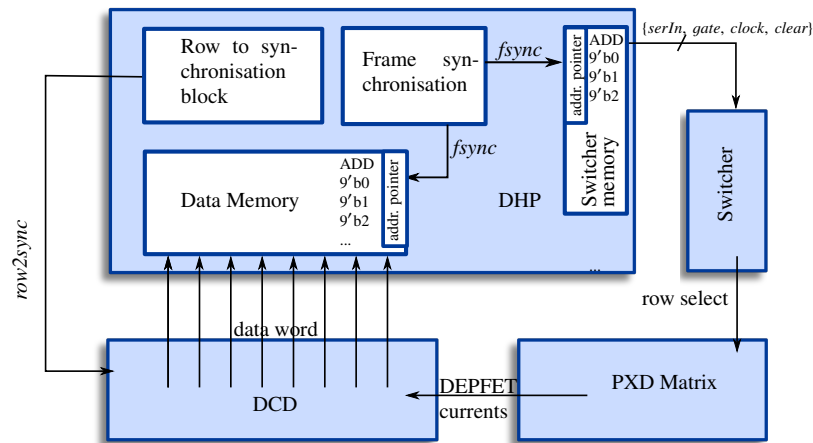 Row to syn-
chronisation
block
Frame syn-
chronisation
fsync
addr. pointer
ADD
9′b0
9′b1
9′b2
Switcher
memory
...
{serIn, gate, clock, clear}
fsync
Data Memory
ADD
9′b0
9′b1
9′b2
...
addr. pointer
DHP
Switcher
row2sync
data word
row select
DCD
DEPFET
currents
PXD Matrix